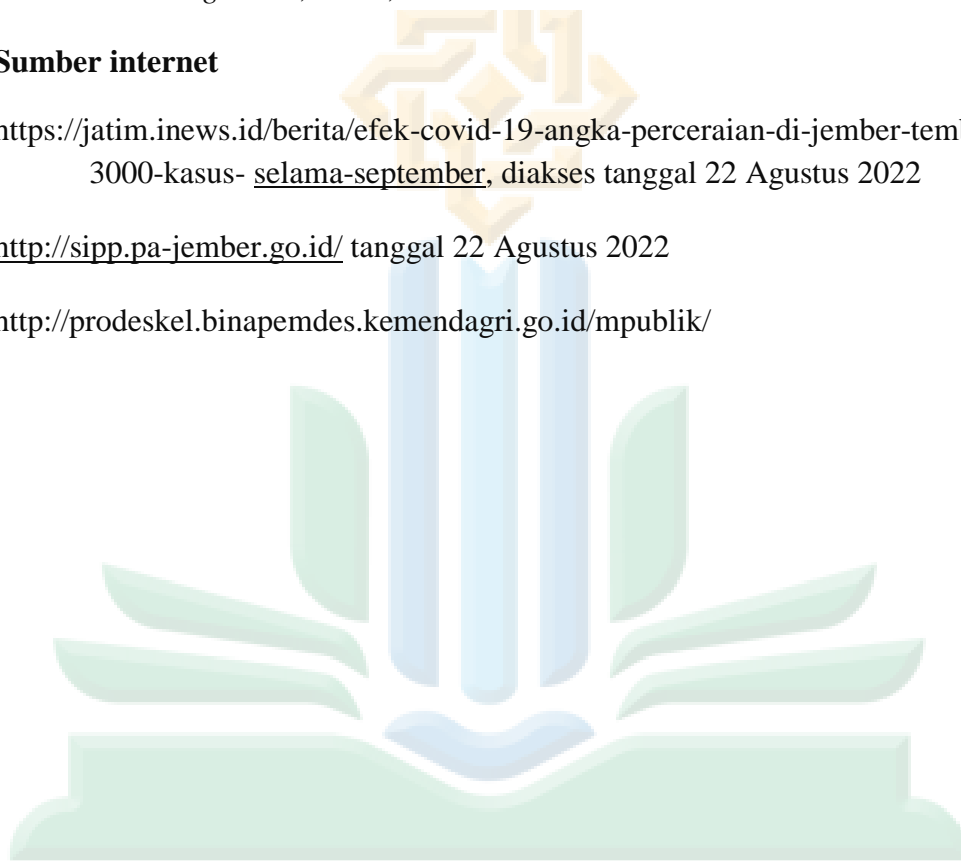 Sumber internet
https://jatim.inews.id/berita/efek-covid-19-angka-perceraian-di-jember-tem
3000-kasus- selama-september, diakses tanggal 22 Agustus 2022
http://sipp.pa-jember.go.id/ tanggal 22 Agustus 2022
http://prodeskel.binapemdes.kemendagri.go.id/mpublik/